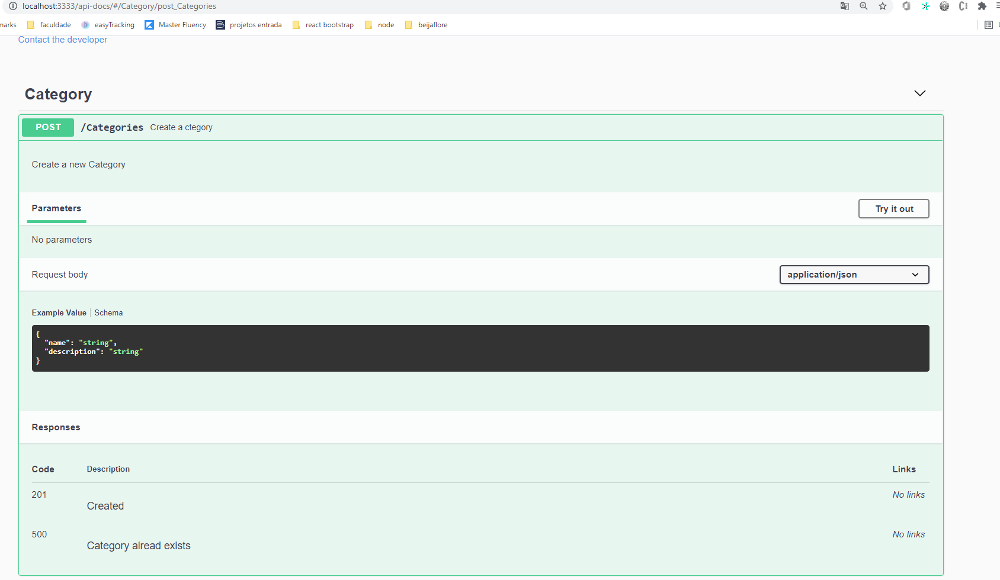 localhost:3333/api-docs/#/Category/post_Categories
marks faculdade easyTracking Master Fluency projetos entrada react bootstrap node beijaflore
Contact the developer
Category
POST /Categories Create a ctegory
Create a new Category
Parameters
Try it out
No parameters
Request body
application/json
Example Value Schema
{
"name": "string",
"description": "string"
}
Responses
Code Description Links
201 No links
Created
500 No links
Category alread exists